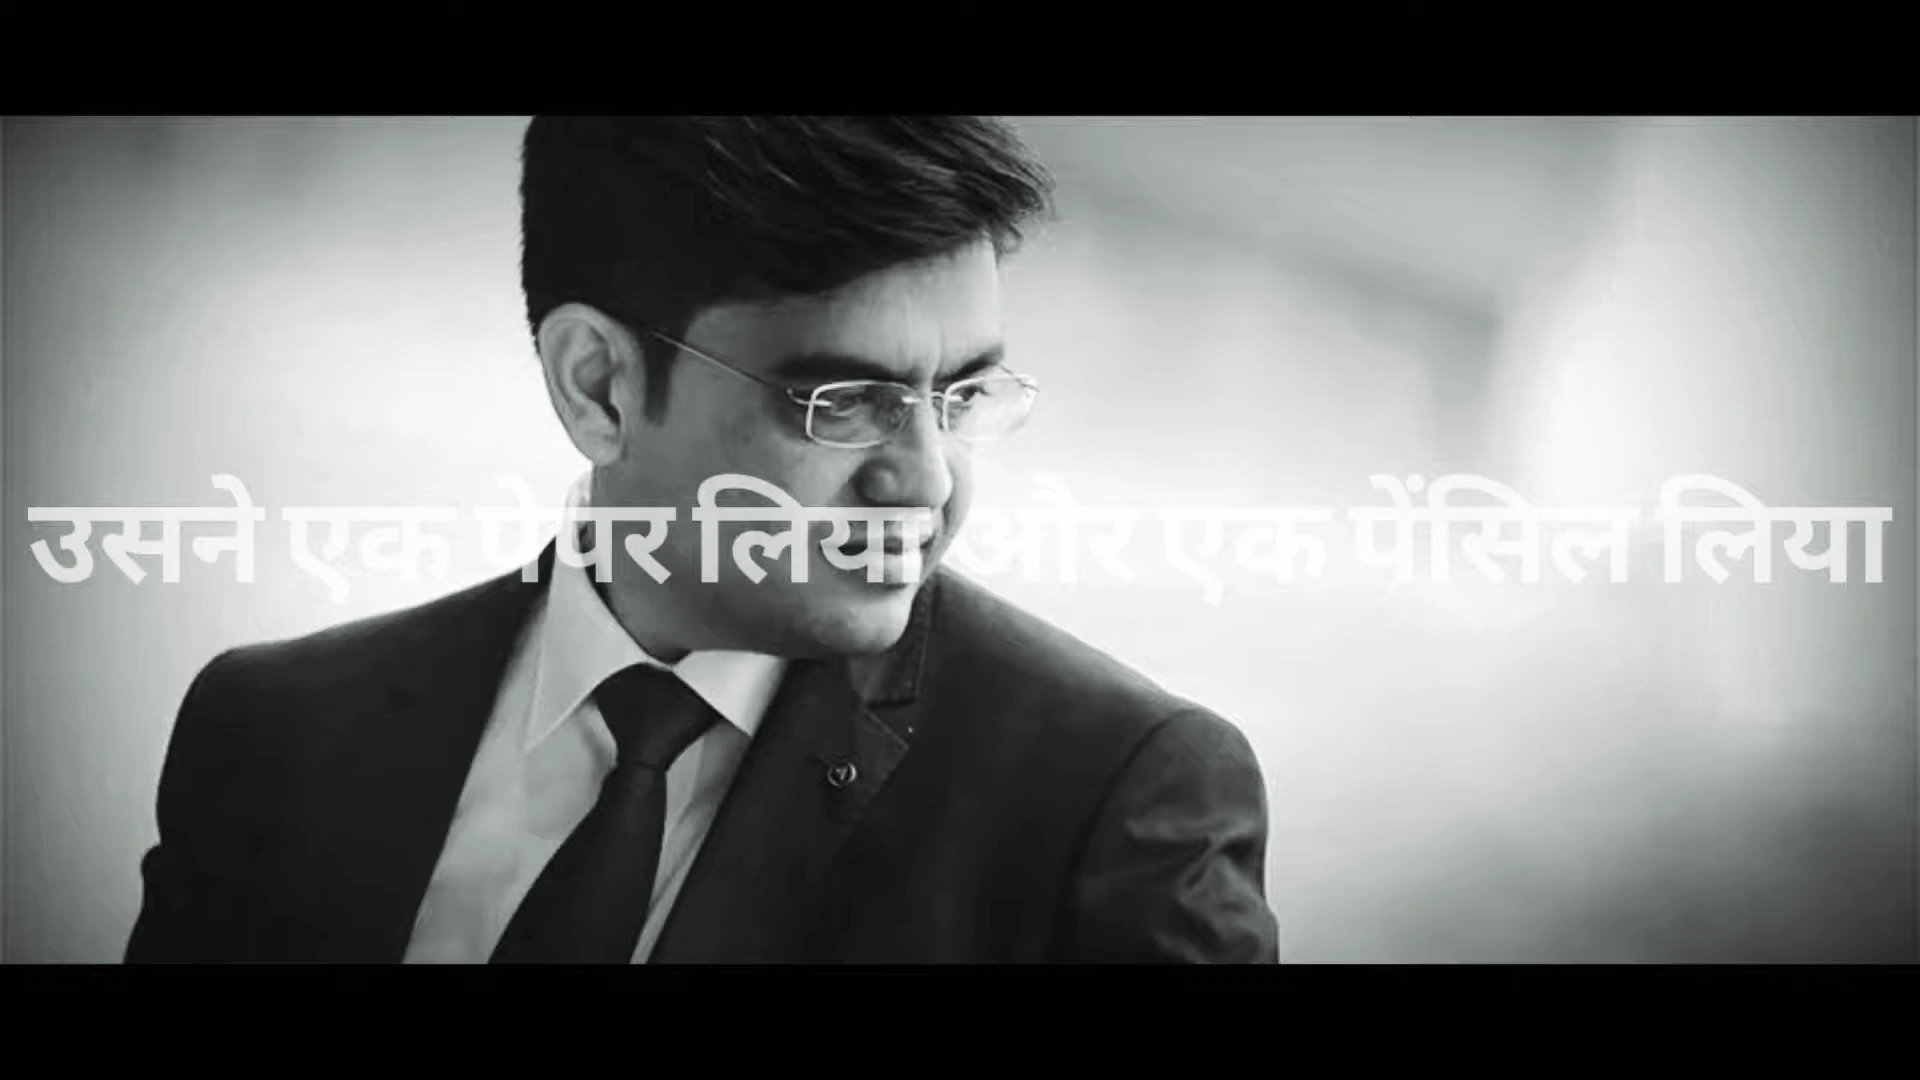 उसने एक पेपर लिया और एक पेंसिल लिया